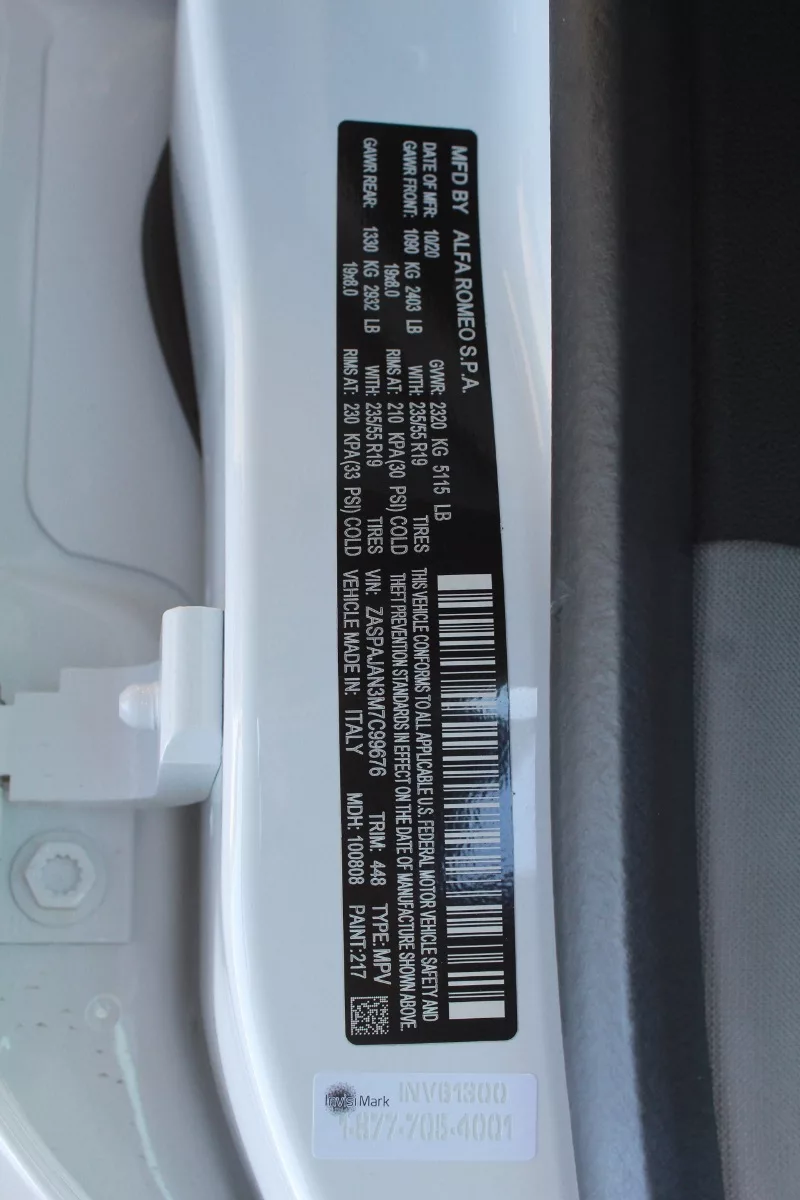 MFD BY ALFA ROMEO S.P.A.
DATE OF MFR: 10/20 GVWR: 2320 KG 5115 LB
GAWR FRONT: 1090 KG 2403 LB WITH: 235/55 R19 TIRES
19x8.0 RIMS AT: 210 KPA(30 PSI) COLD
GAWR REAR: 1330 KG 2932 LB WITH: 235/55 R19 TIRES
19x8.0 RIMS AT: 230 KPA(33 PSI) COLD
THIS VEHICLE CONFORMS TO ALL APPLICABLE U.S. FEDERAL MOTOR VEHICLE SAFETY AND
THEFT PREVENTION STANDARDS IN EFFECT ON THE DATE OF MANUFACTURE SHOWN ABOVE.
VIN: ZASPAJAN3M7C99676 TRIM: 448 TYPE: MPV
VEHICLE MADE IN: ITALY MDH: 100808 PAINT:217
InVisiMark INV61300
1-877-705-4001